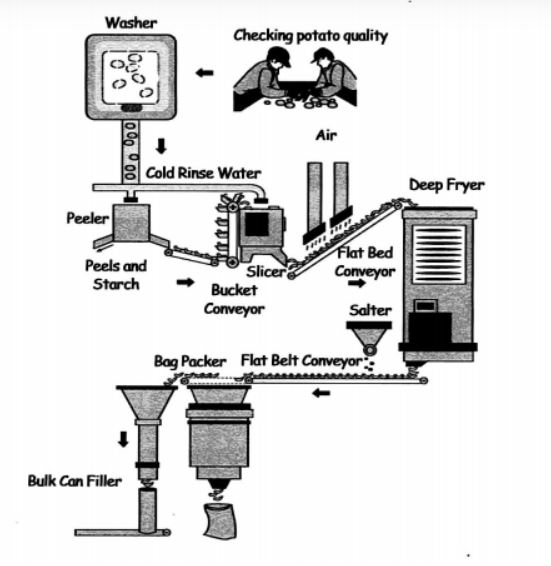 Washer
Checking potato quality
Air
Cold Rinse Water
Deep Fryer
Peeler
Flat Bed
Conveyor
Slicer
Peels and
Starch
Bucket
Conveyor
Salter
Bag Packer
Flat Belt Conveyor
Bulk Can Filler